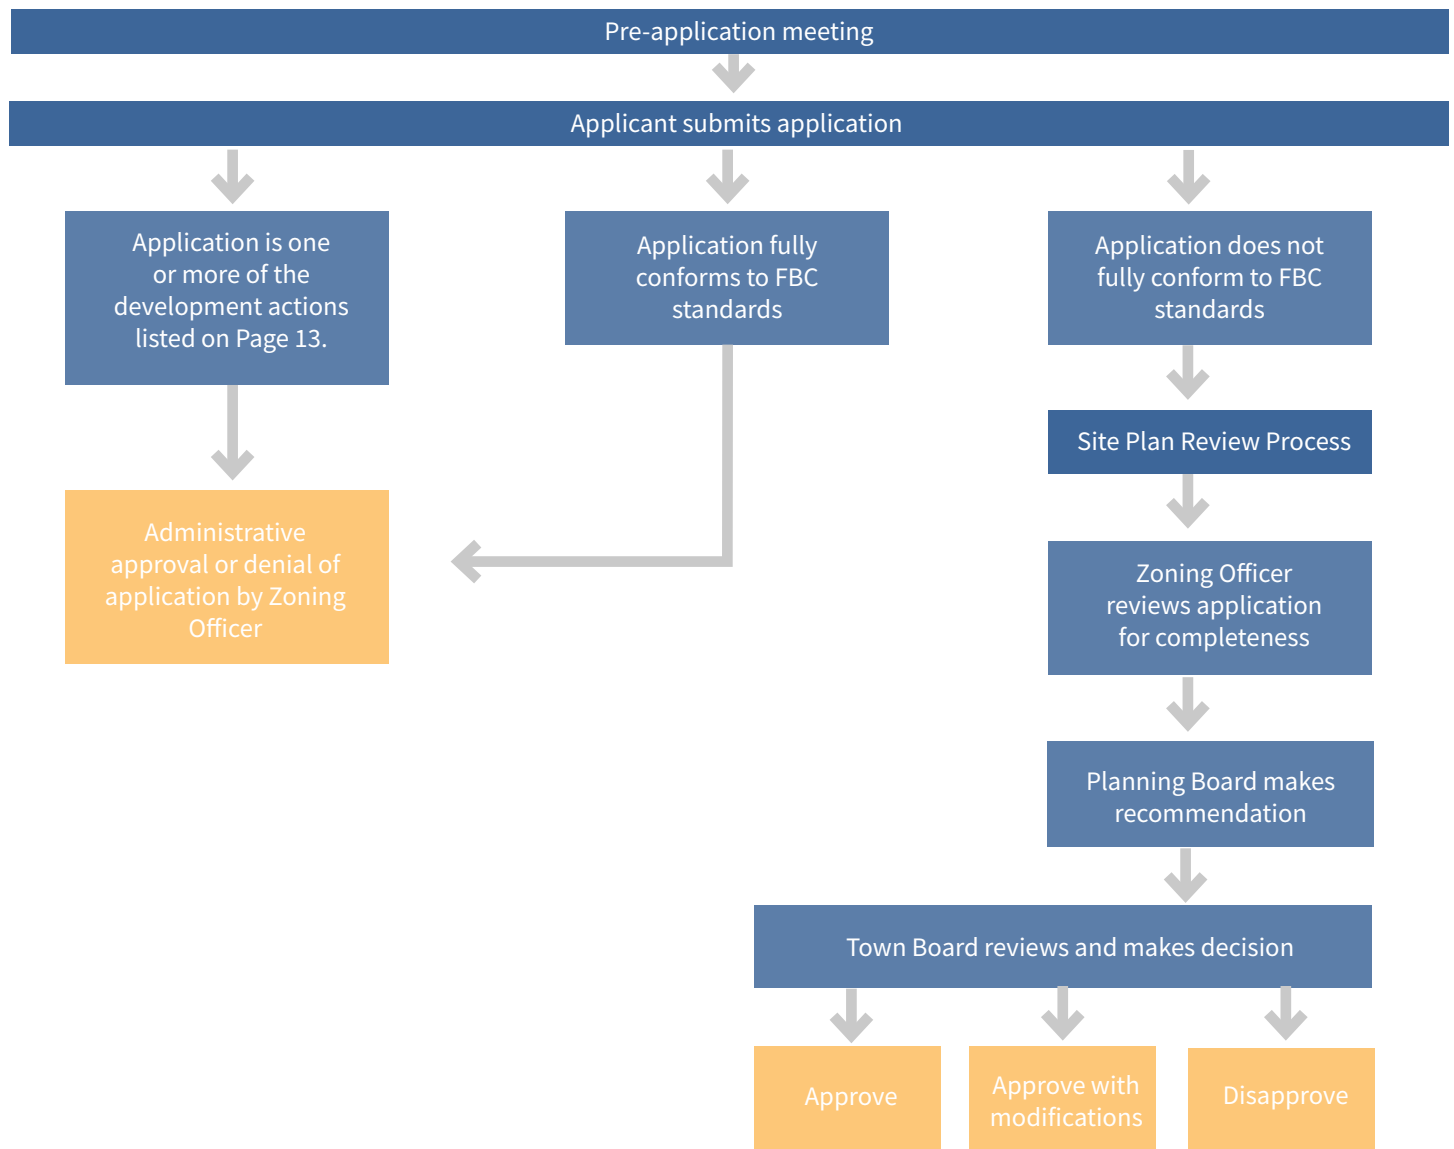 Pre-application meeting
Applicant submits application
Application is one
or more of the
development actions
listed on Page 13.
Application fully
conforms to FBC
standards
Application does not
fully conform to FBC
standards
Site Plan Review Process
Administrative
approval or denial of
application by Zoning
Officer
Zoning Officer
reviews application
for completeness
Planning Board makes
recommendation
Town Board reviews and makes decision
Approve
Approve with
modifications
Disapprove